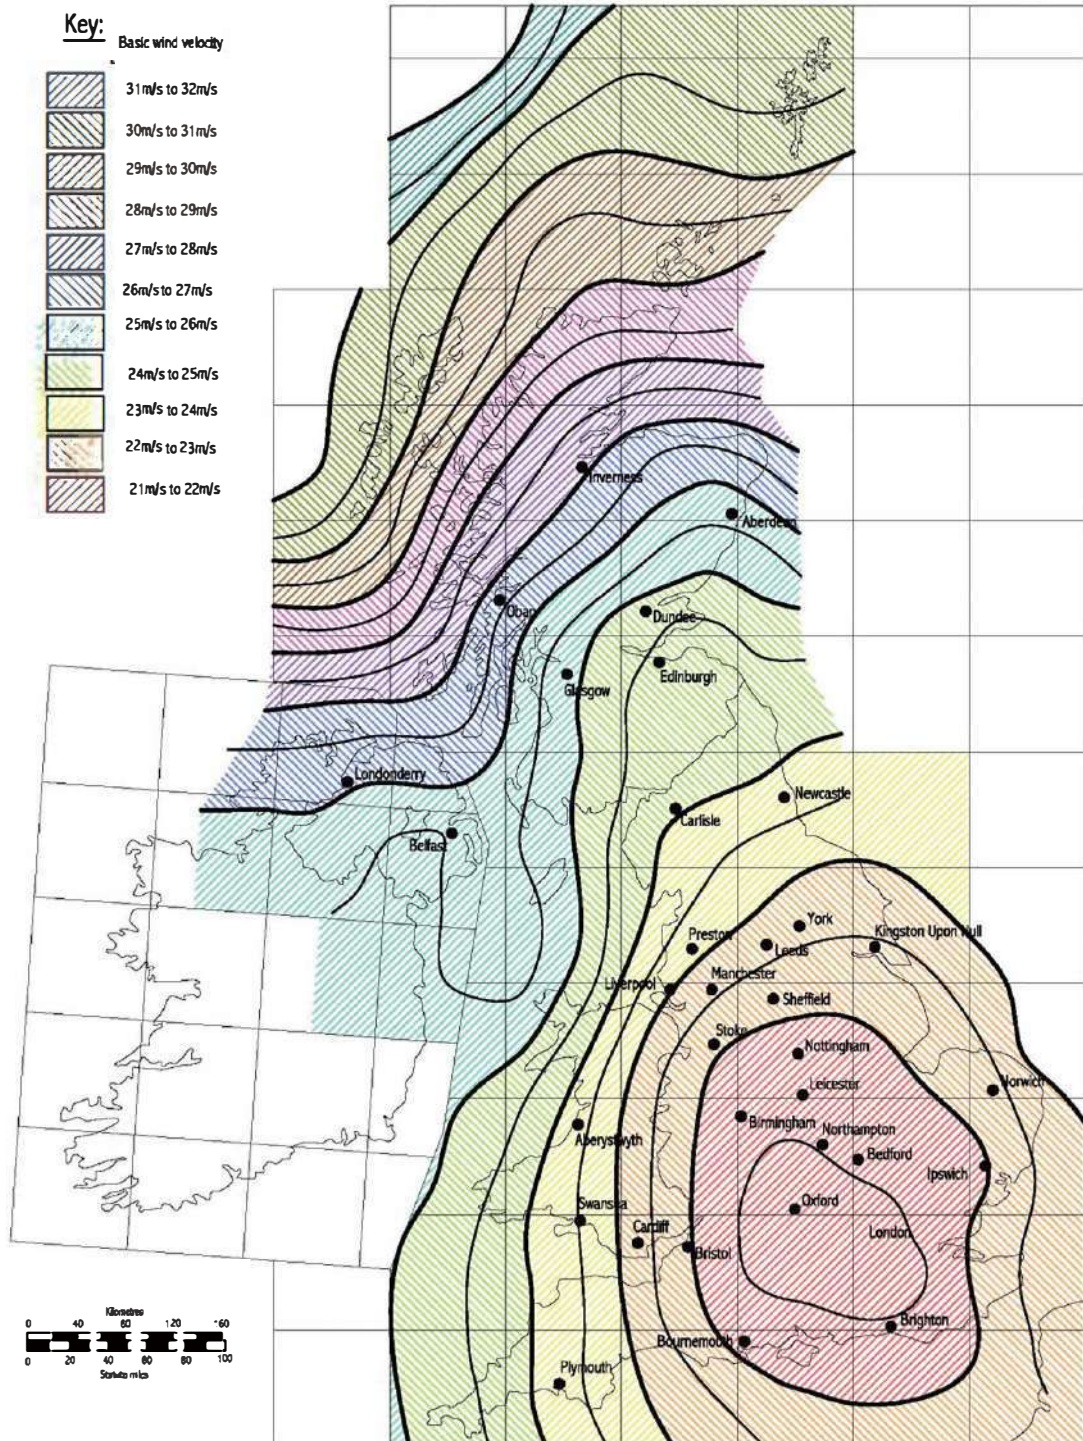 Key:
Basic wind velocity
31m/s to 32m/s
30m/s to 31m/s
29m/s to 30m/s
28m/s to 29m/s
27m/s to 28m/s
26m/s to 27m/s
25m/s to 26m/s
24m/s to 25m/s
23m/s to 24m/s
22m/s to 23m/s
21m/s to 22m/s
Inverness
Aberdeen
Oban
Dundee
Glasgow
Edinburgh
Londonderry
Newcastle
Carlisle
Belfast
York
Preston
Leeds
Kingston Upon Hull
Liverpool
Manchester
Sheffield
Stoke
Nottingham
Leicester
Norwich
Birmingham
Aberystwyth
Northampton
Bedford
Ipswich
Swansea
Oxford
Cardiff
London
Bristol
Kilometres
0 40 80 120 160
0 20 40 60 80 100
Statute miles
Brighton
Bournemouth
Plymouth